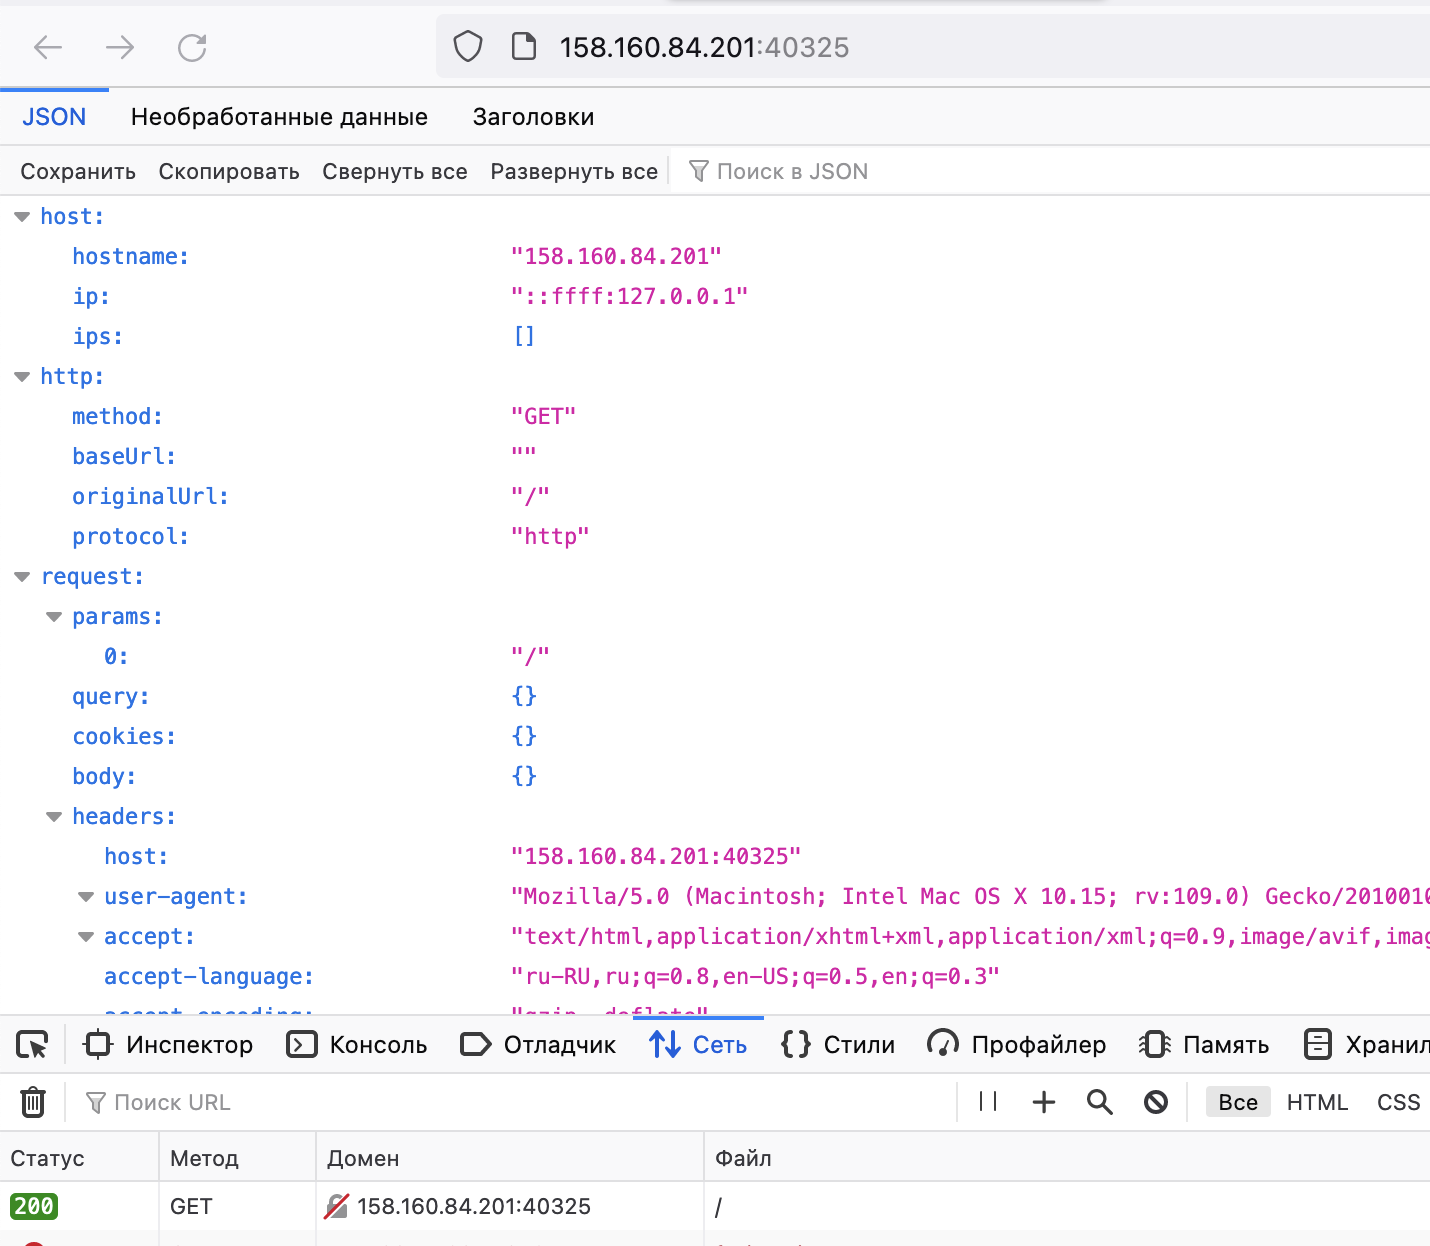 158.160.84.201:40325
JSON Необработанные данные Заголовки
Сохранить Скопировать Свернуть все Развернуть все Поиск в JSON
host:
hostname: "158.160.84.201"
ip: "::ffff:127.0.0.1"
ips: []
http:
method: "GET"
baseUrl: ""
originalUrl: "/"
protocol: "http"
request:
params:
0: "/"
query: {}
cookies: {}
body: {}
headers:
host: "158.160.84.201:40325"
user-agent: "Mozilla/5.0 (Macintosh; Intel Mac OS X 10.15; rv:109.0) Gecko/2010010
accept: "text/html,application/xhtml+xml,application/xml;q=0.9,image/avif,imag
accept-language: "ru-RU,ru;q=0.8,en-US;q=0.5,en;q=0.3"
accept-encoding: "gzip, deflate"
Инспектор Консоль Отладчик Сеть {} Стили Профайлер Память Хранил
Поиск URL Все HTML CSS
Статус Метод Домен Файл
200 GET 158.160.84.201:40325 /